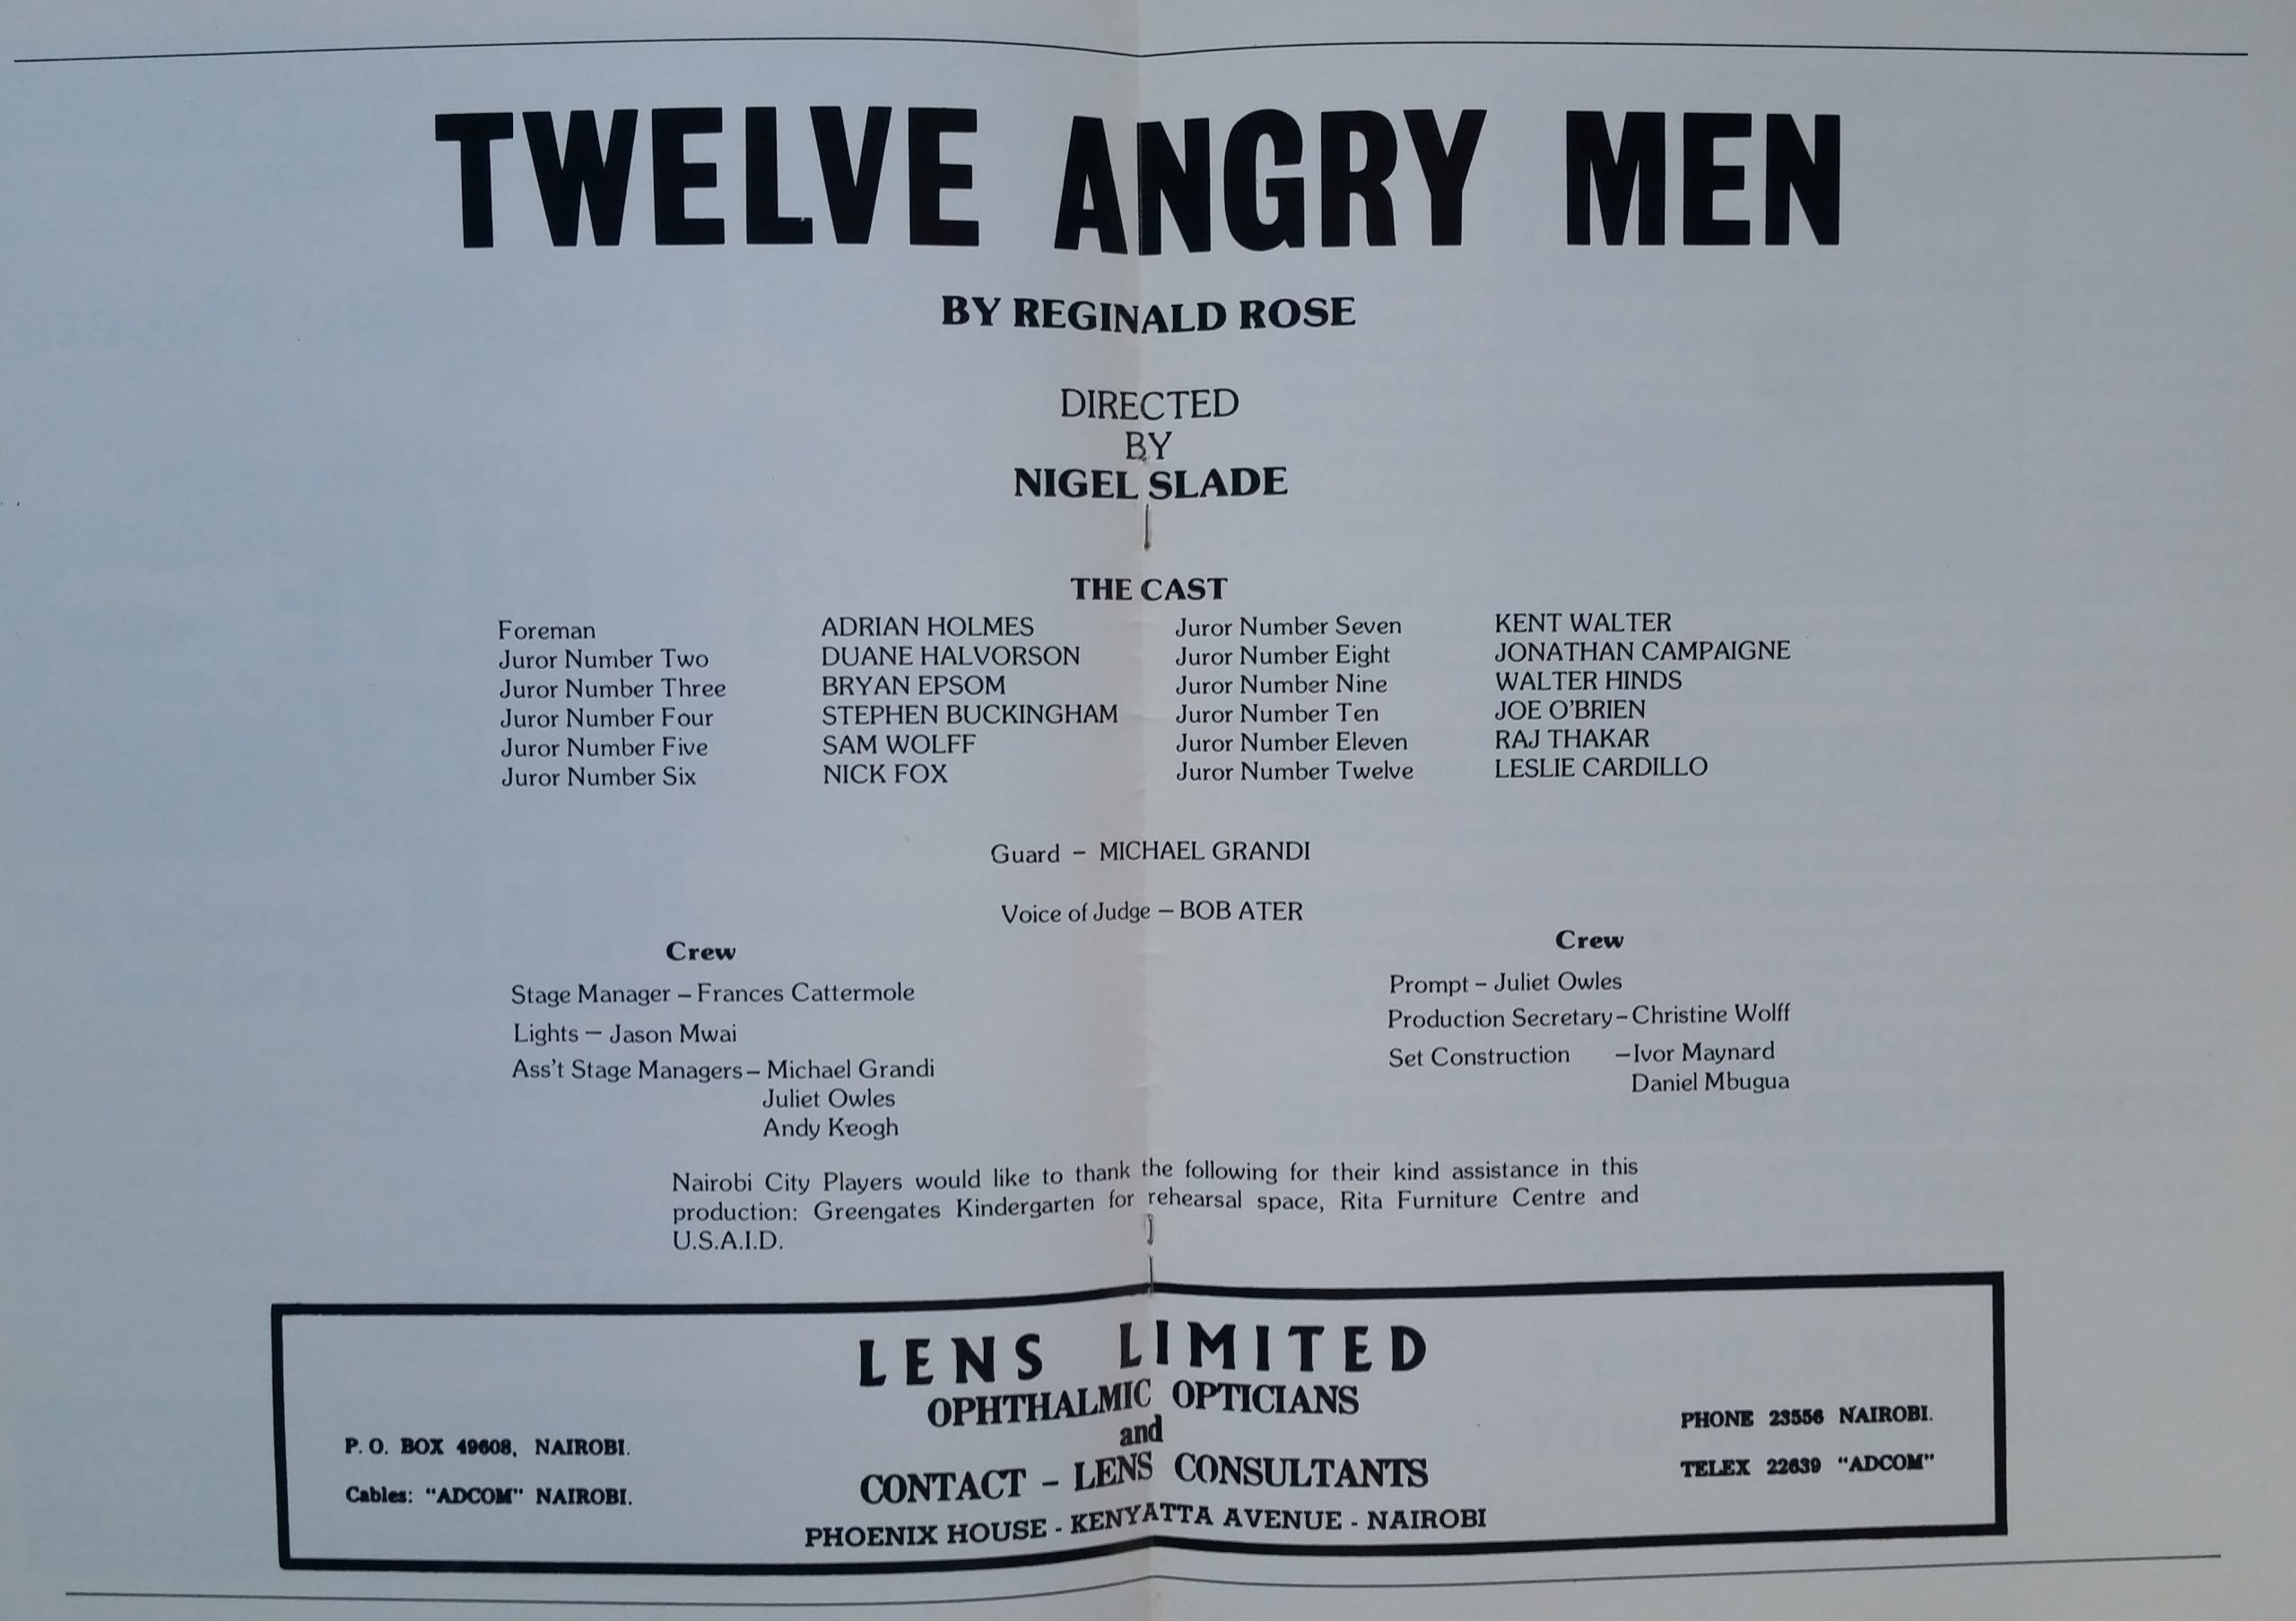 TWELVE ANGRY MEN
BY REGINALD ROSE
DIRECTED
BY
NIGEL SLADE
THE CAST
Foreman ADRIAN HOLMES Juror Number Seven KENT WALTER
Juror Number Two DUANE HALVORSON Juror Number Eight JONATHAN CAMPAIGNE
Juror Number Three BRYAN EPSOM Juror Number Nine WALTER HINDS
Juror Number Four STEPHEN BUCKINGHAM Juror Number Ten JOE O'BRIEN
Juror Number Five SAM WOLFF Juror Number Eleven RAJ THAKAR
Juror Number Six NICK FOX Juror Number Twelve LESLIE CARDILLO
Guard – MICHAEL GRANDI
Voice of Judge – BOB ATER
Crew
Stage Manager – Frances Cattermole
Lights – Jason Mwai
Ass't Stage Managers – Michael Grandi
Juliet Owles
Andy Keogh
Crew
Prompt – Juliet Owles
Production Secretary – Christine Wolff
Set Construction – Ivor Maynard
Daniel Mbugua
Nairobi City Players would like to thank the following for their kind assistance in this
production: Greengates Kindergarten for rehearsal space, Rita Furniture Centre and
U.S.A.I.D.
LENS LIMITED
OPHTHALMIC OPTICIANS
and
CONTACT – LENS CONSULTANTS
PHOENIX HOUSE - KENYATTA AVENUE - NAIROBI
P. O. BOX 49608, NAIROBI.
Cables: "ADCOM" NAIROBI.
PHONE 23556 NAIROBI.
TELEX 22639 "ADCOM"